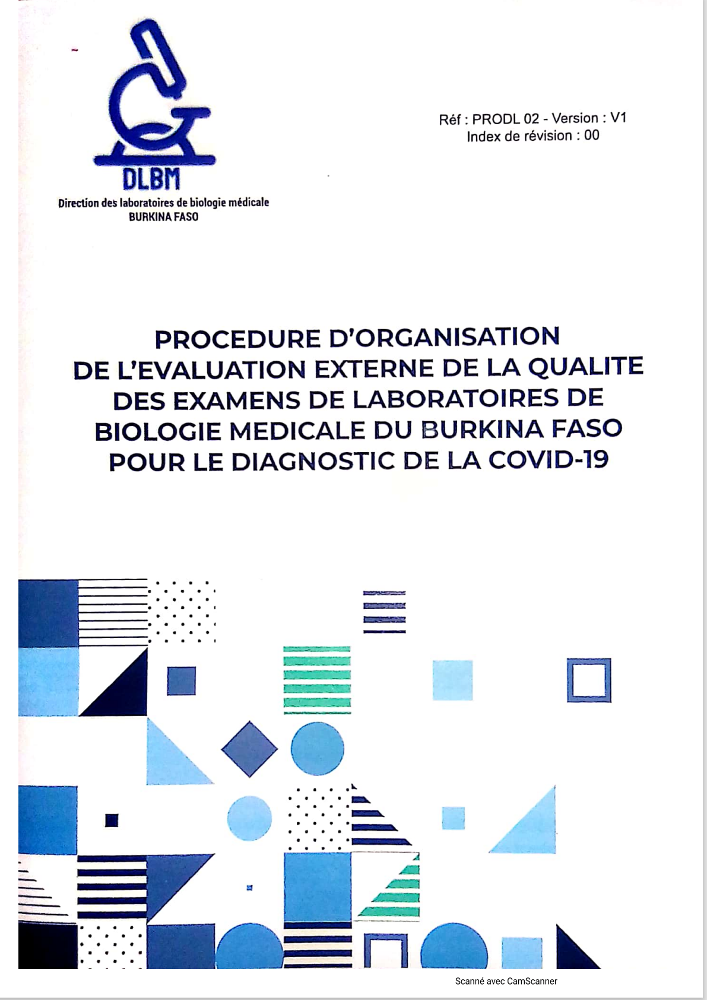 DLBM
Direction des laboratoires de biologie médicale
BURKINA FASO
Réf : PRODL 02 - Version : V1
Index de révision : 00
PROCEDURE D'ORGANISATION
DE L'EVALUATION EXTERNE DE LA QUALITE
DES EXAMENS DE LABORATOIRES DE
BIOLOGIE MEDICALE DU BURKINA FASO
POUR LE DIAGNOSTIC DE LA COVID-19
Scanné avec CamScanner